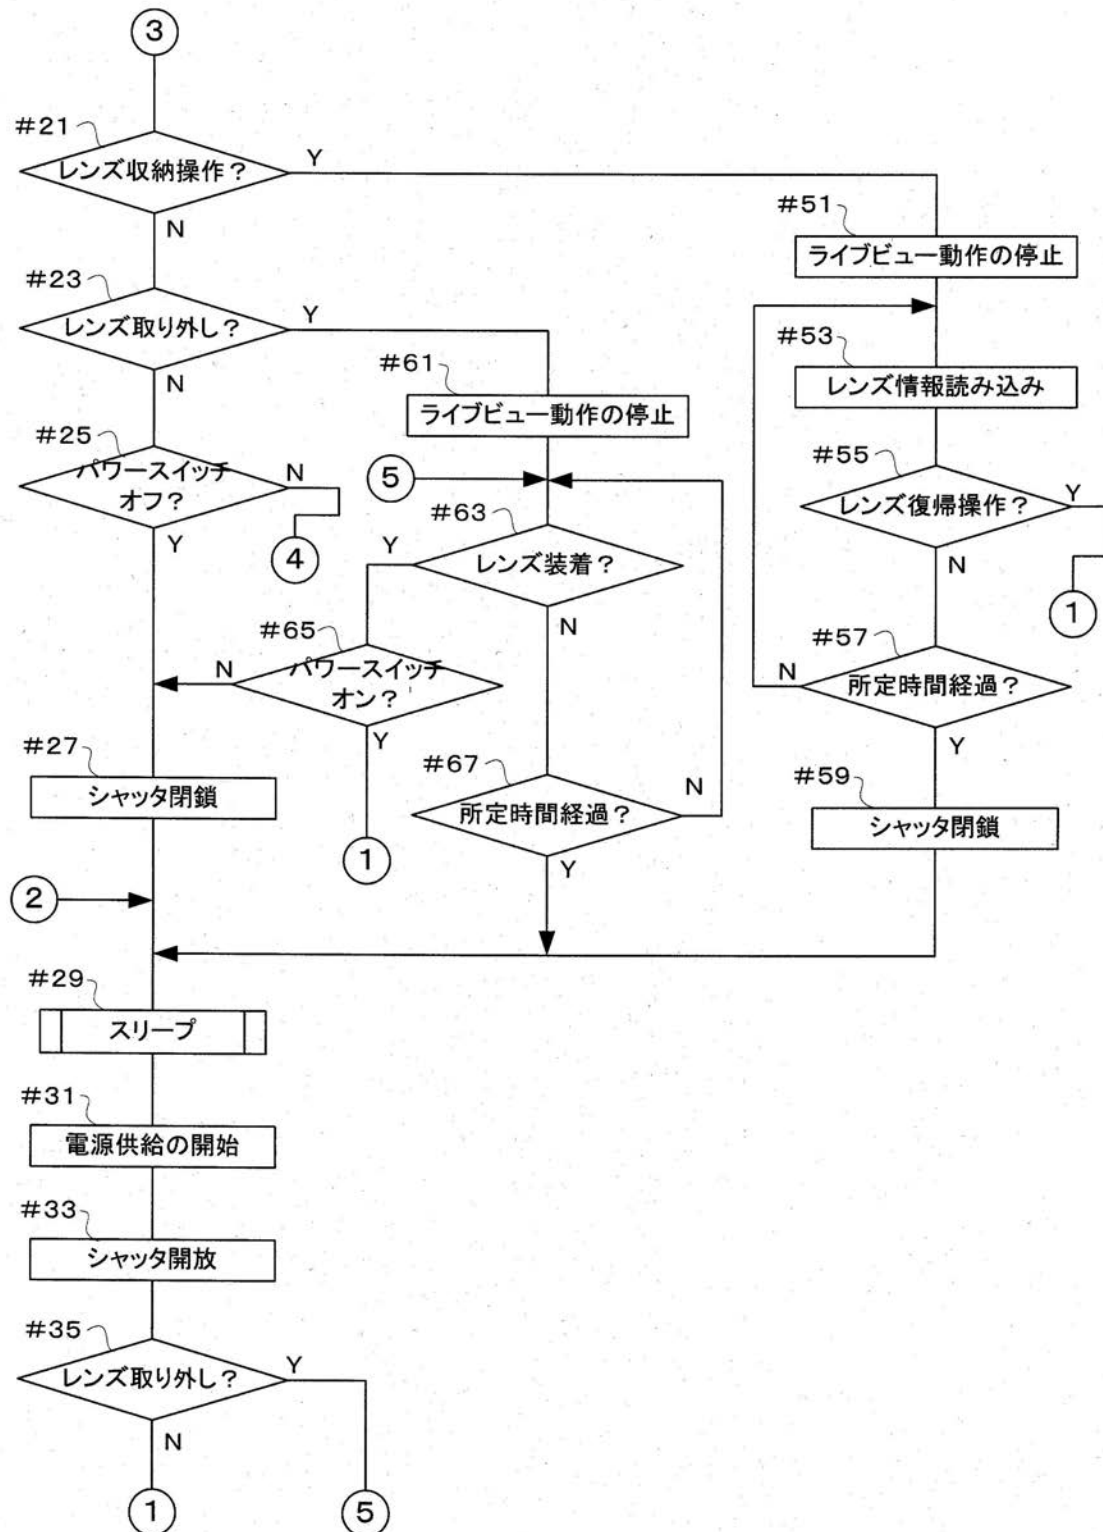 3
#21
レンズ収納操作?
Y
N
#51
ライブビュー動作の停止
#23
レンズ取り外し?
Y
N
#53
レンズ情報読み込み
#61
ライブビュー動作の停止
#25
パワースイッチ
オフ?
N
Y
4
5
#55
レンズ復帰操作?
Y
N
1
#63
レンズ装着?
Y
N
#65
パワースイッチ
オン?
N
Y
1
#57
所定時間経過?
N
Y
#27
シャッタ閉鎖
#67
所定時間経過?
N
Y
#59
シャッタ閉鎖
2
#29
スリープ
#31
電源供給の開始
#33
シャッタ開放
#35
レンズ取り外し?
Y
N
1
5